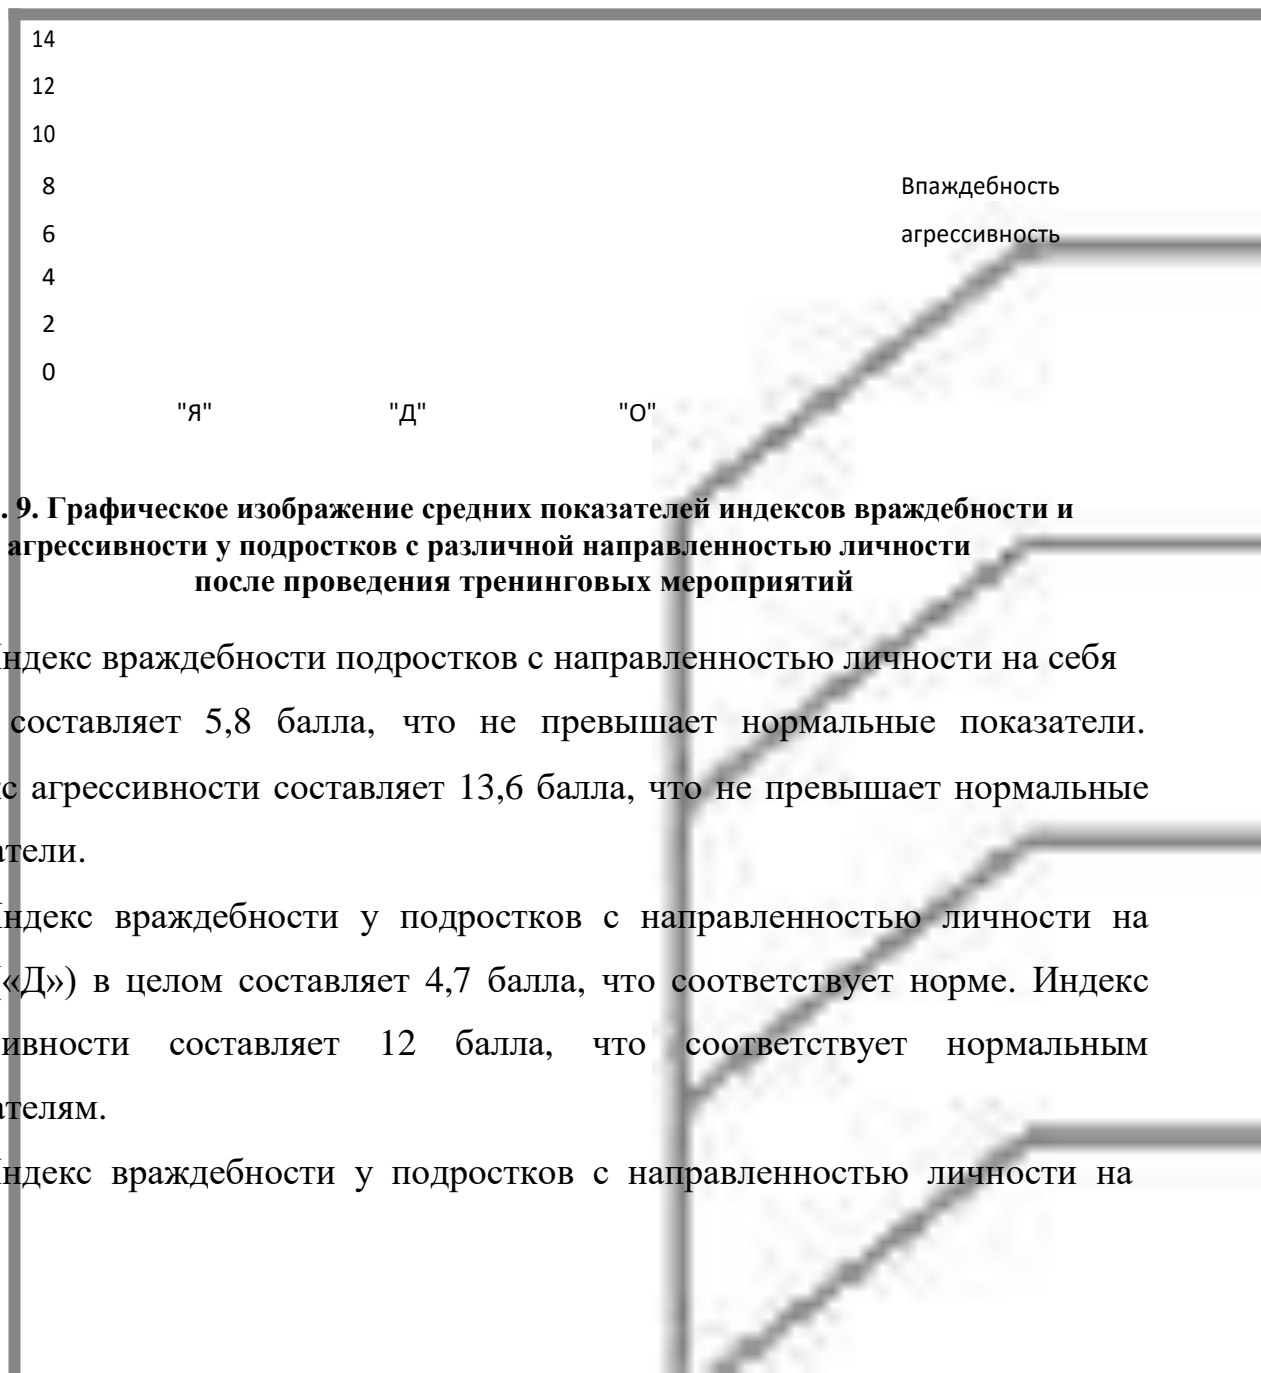 14
12
10
8
6
4
2
0
Впаждебность
агрессивность
"Я" "Д" "О"
. 9. Графическое изображение средних показателей индексов враждебности и
агрессивности у подростков с различной направленностью личности
после проведения тренинговых мероприятий
ндекс враждебности подростков с направленностью личности на себя
составляет 5,8 балла, что не превышает нормальные показатели.
с агрессивности составляет 13,6 балла, что не превышает нормальные
атели.
ндекс враждебности у подростков с направленностью личности на
(«Д») в целом составляет 4,7 балла, что соответствует норме. Индекс
ивности составляет 12 балла, что соответствует нормальным
ателям.
ндекс враждебности у подростков с направленностью личности на